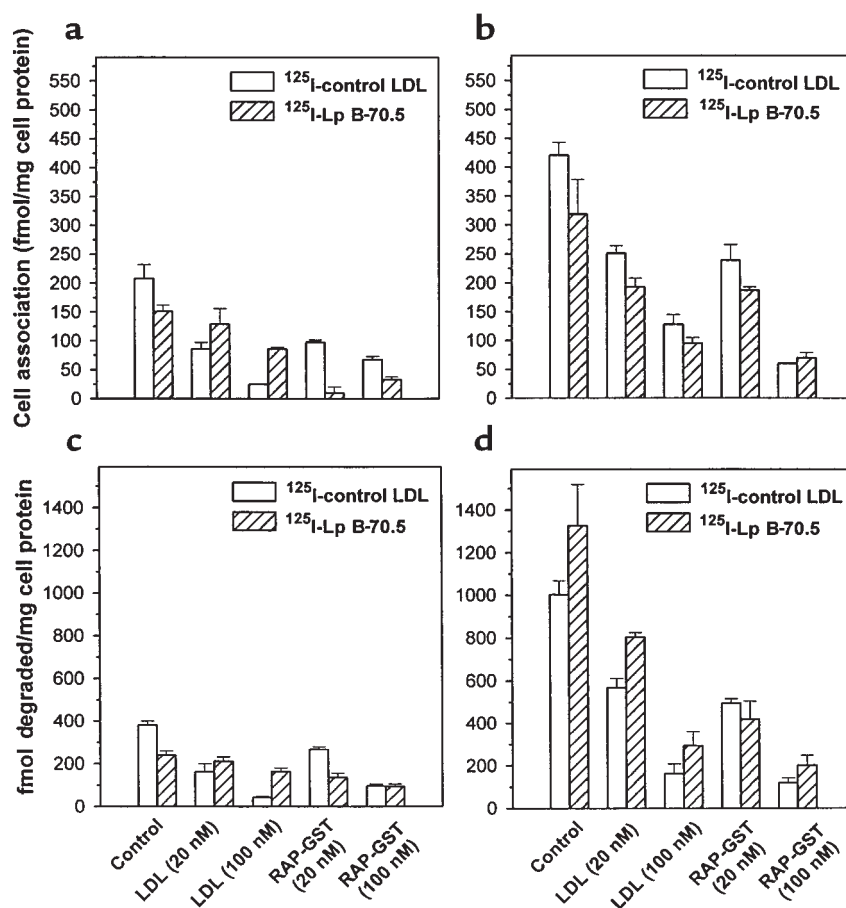 a
550
500
450
400
350
300
250
200
150
100
50
0
Cell association (fmol/mg cell protein)
¹²⁵I-control LDL
¹²⁵I-Lp B-70.5
b
550
500
450
400
350
300
250
200
150
100
50
0
¹²⁵I-control LDL
¹²⁵I-Lp B-70.5
c
1400
1200
1000
800
600
400
200
0
fmol degraded/mg cell protein
¹²⁵I-control LDL
¹²⁵I-Lp B-70.5
Control
LDL (20 nM)
LDL (100 nM)
RAP-GST
(20 nM)
RAP-GST
(100 nM)
d
1400
1200
1000
800
600
400
200
0
¹²⁵I-control LDL
¹²⁵I-Lp B-70.5
Control
LDL (20 nM)
LDL (100 nM)
RAP-GST
(20 nM)
RAP-GST
(100 nM)